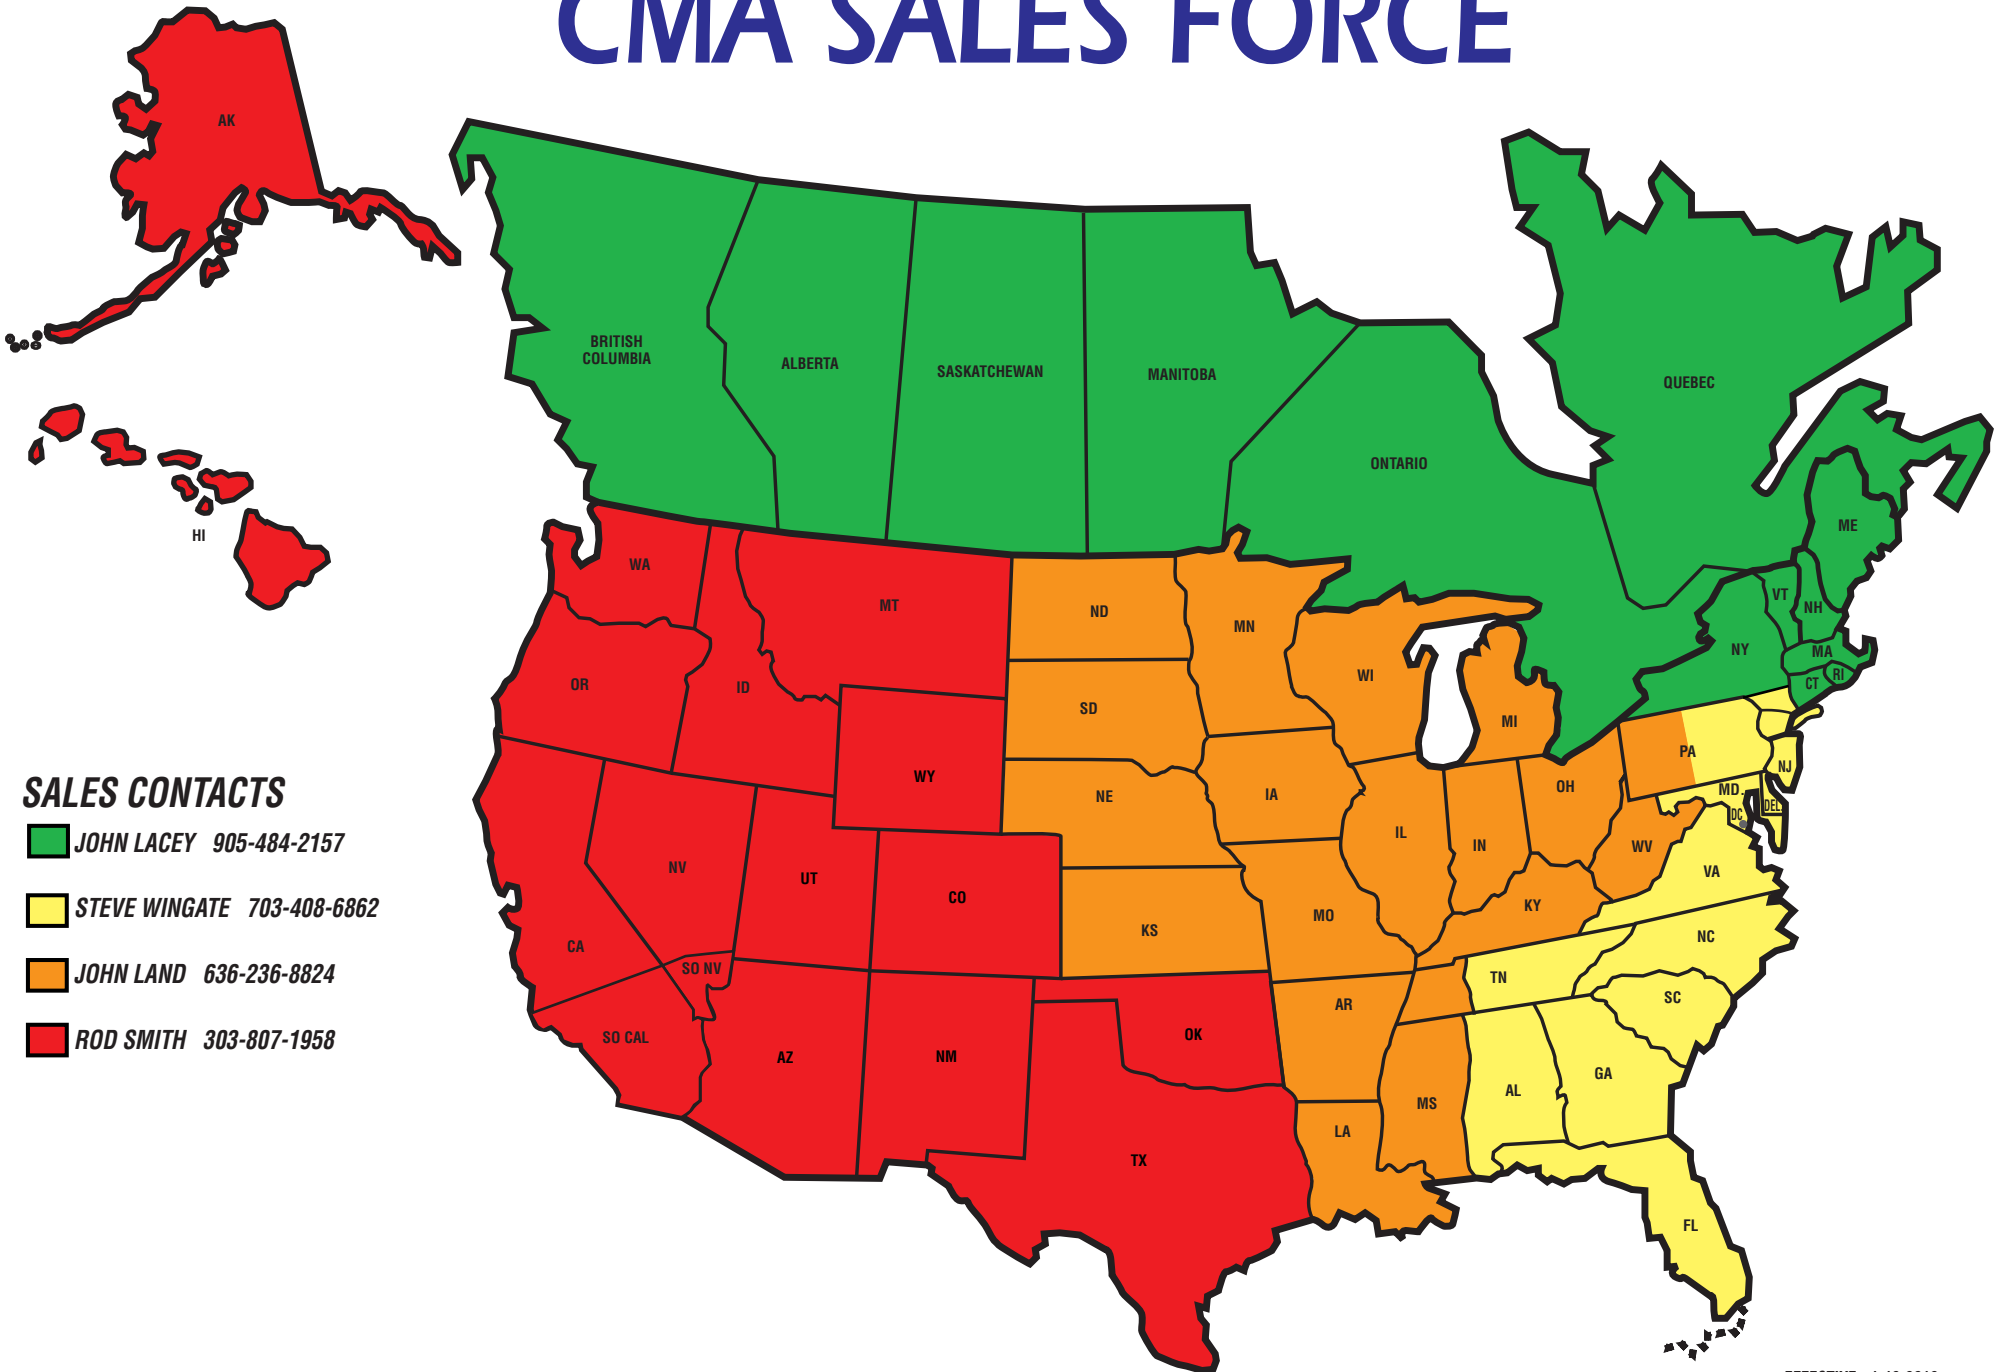 CMA SALES FORCE
AK
BRITISH
COLUMBIA
ALBERTA
SASKATCHEWAN
MANITOBA
ONTARIO
QUEBEC
HI
WA
MT
ND
MN
ME
VT
NH
NY
MA
CT
RI
OR
ID
SD
WI
MI
PA
NJ
WY
NE
IA
IL
IN
OH
MD.
DC
DEL.
WV
VA
NV
UT
CO
KS
MO
KY
CA
SO NV
SO CAL
AZ
NM
OK
AR
TN
NC
SC
TX
LA
MS
AL
GA
FL
SALES CONTACTS
JOHN LACEY 905-484-2157
STEVE WINGATE 703-408-6862
JOHN LAND 636-236-8824
ROD SMITH 303-807-1958